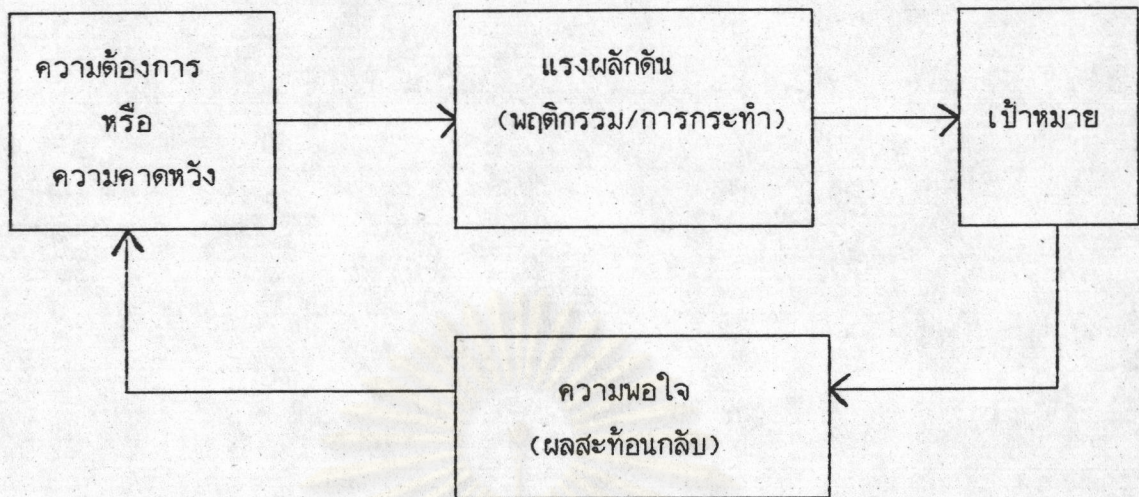 ความต้องการ
หรือ
ความคาดหวัง
แรงผลักดัน
(พฤติกรรม/การกระทำ)
เป้าหมาย
ความพอใจ
(ผลสะท้อนกลับ)